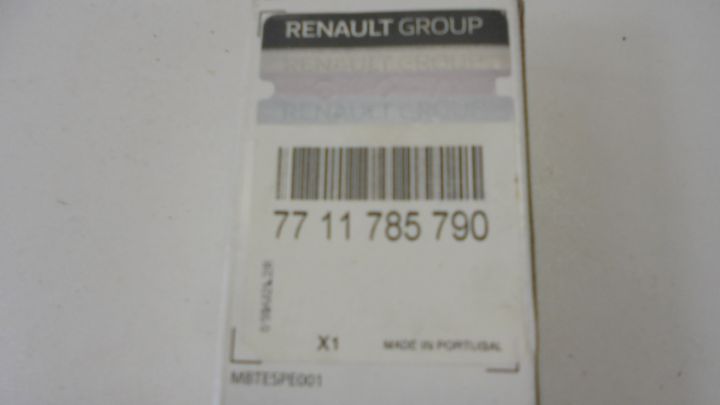 RENAULT GROUP
RENAULT GROUP
RENAULT GROUP
77 11 785 790
X1
MADE IN PORTUGAL
MBTESPE001